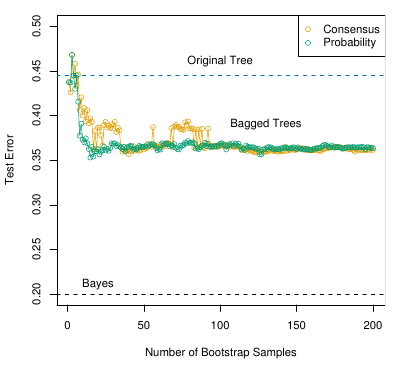 Consensus
Probability
Original Tree
Bagged Trees
Bayes
Test Error
0.50
0.45
0.40
0.35
0.30
0.25
0.20
0 50 100 150 200
Number of Bootstrap Samples